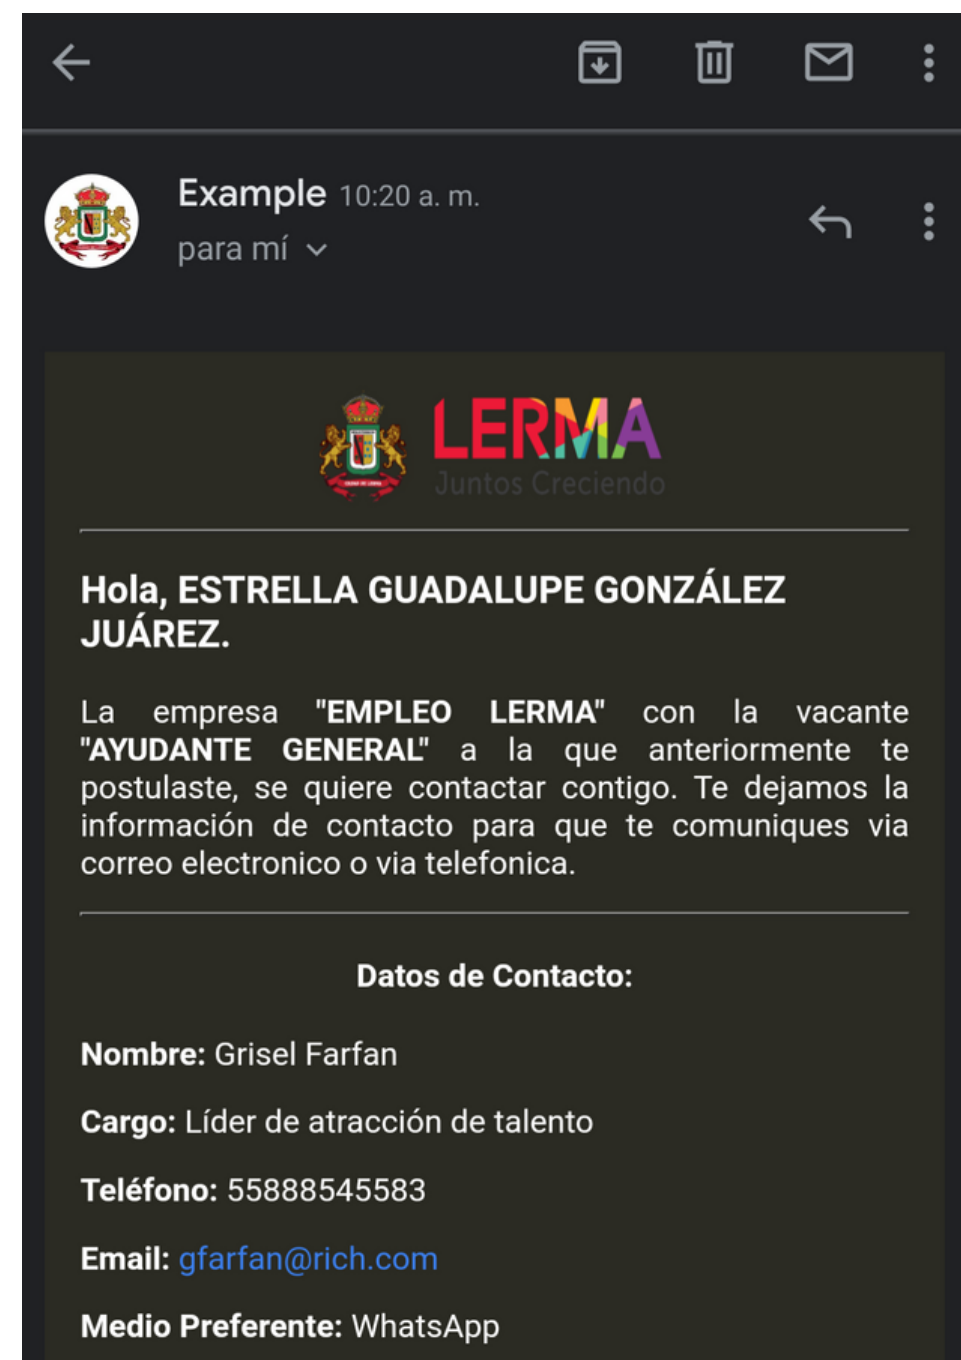 Example 10:20 a. m.
para mí
LERMA
Juntos Creciendo
Hola, ESTRELLA GUADALUPE GONZÁLEZ
JUÁREZ.
La empresa "EMPLEO LERMA" con la vacante
"AYUDANTE GENERAL" a la que anteriormente te
postulaste, se quiere contactar contigo. Te dejamos la
información de contacto para que te comuniques via
correo electronico o via telefonica.
Datos de Contacto:
Nombre: Grisel Farfan
Cargo: Líder de atracción de talento
Teléfono: 55888545583
Email: gfarfan@rich.com
Medio Preferente: WhatsApp